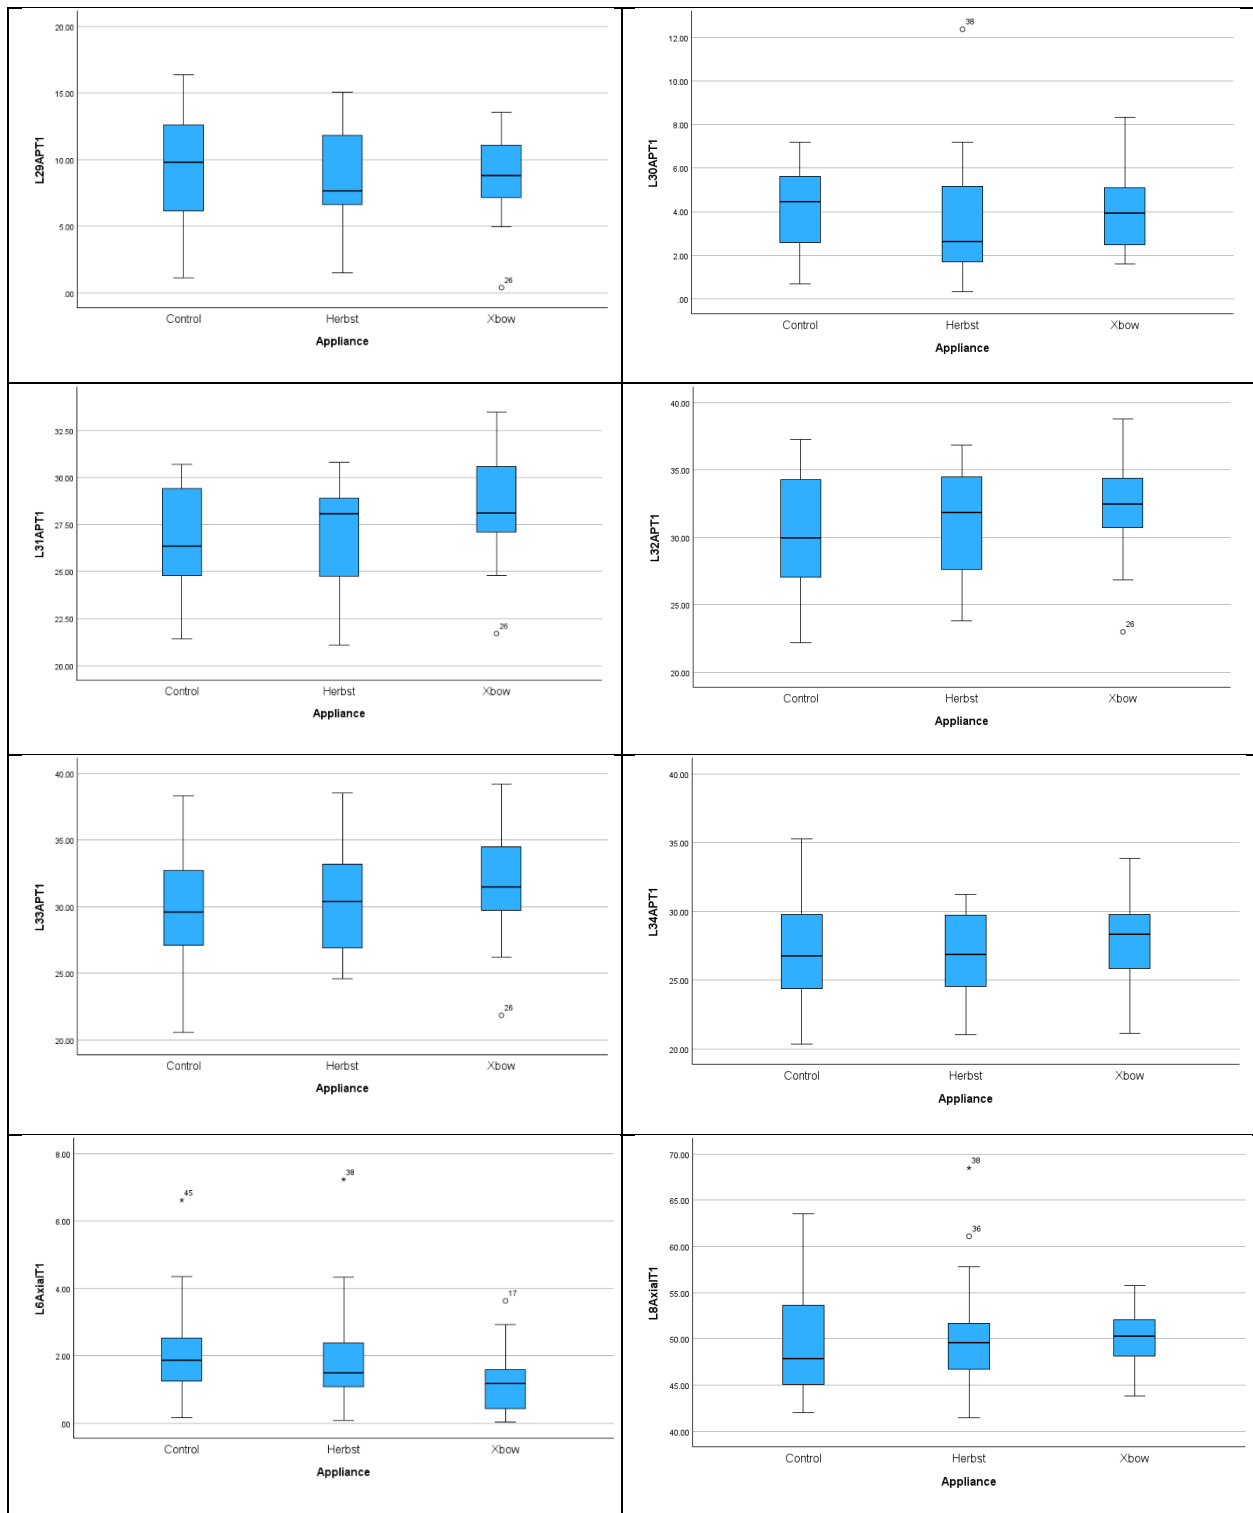 20.00
15.00
10.00
5.00
.00
L29APT1
26
Control Herbst Xbow
Appliance
38
12.00
10.00
8.00
6.00
4.00
2.00
.00
L30APT1
Control Herbst Xbow
Appliance
32.50
30.00
27.50
25.00
22.50
20.00
L31APT1
26
Control Herbst Xbow
Appliance
40.00
35.00
30.00
25.00
20.00
L32APT1
26
Control Herbst Xbow
Appliance
40.00
35.00
30.00
25.00
20.00
L33APT1
26
Control Herbst Xbow
Appliance
40.00
35.00
30.00
25.00
20.00
L34APT1
Control Herbst Xbow
Appliance
8.00
6.00
4.00
2.00
.00
L6AxialT1
45
38
17
Control Herbst Xbow
Appliance
70.00
65.00
60.00
55.00
50.00
45.00
40.00
L8AxialT1
38
36
Control Herbst Xbow
Appliance